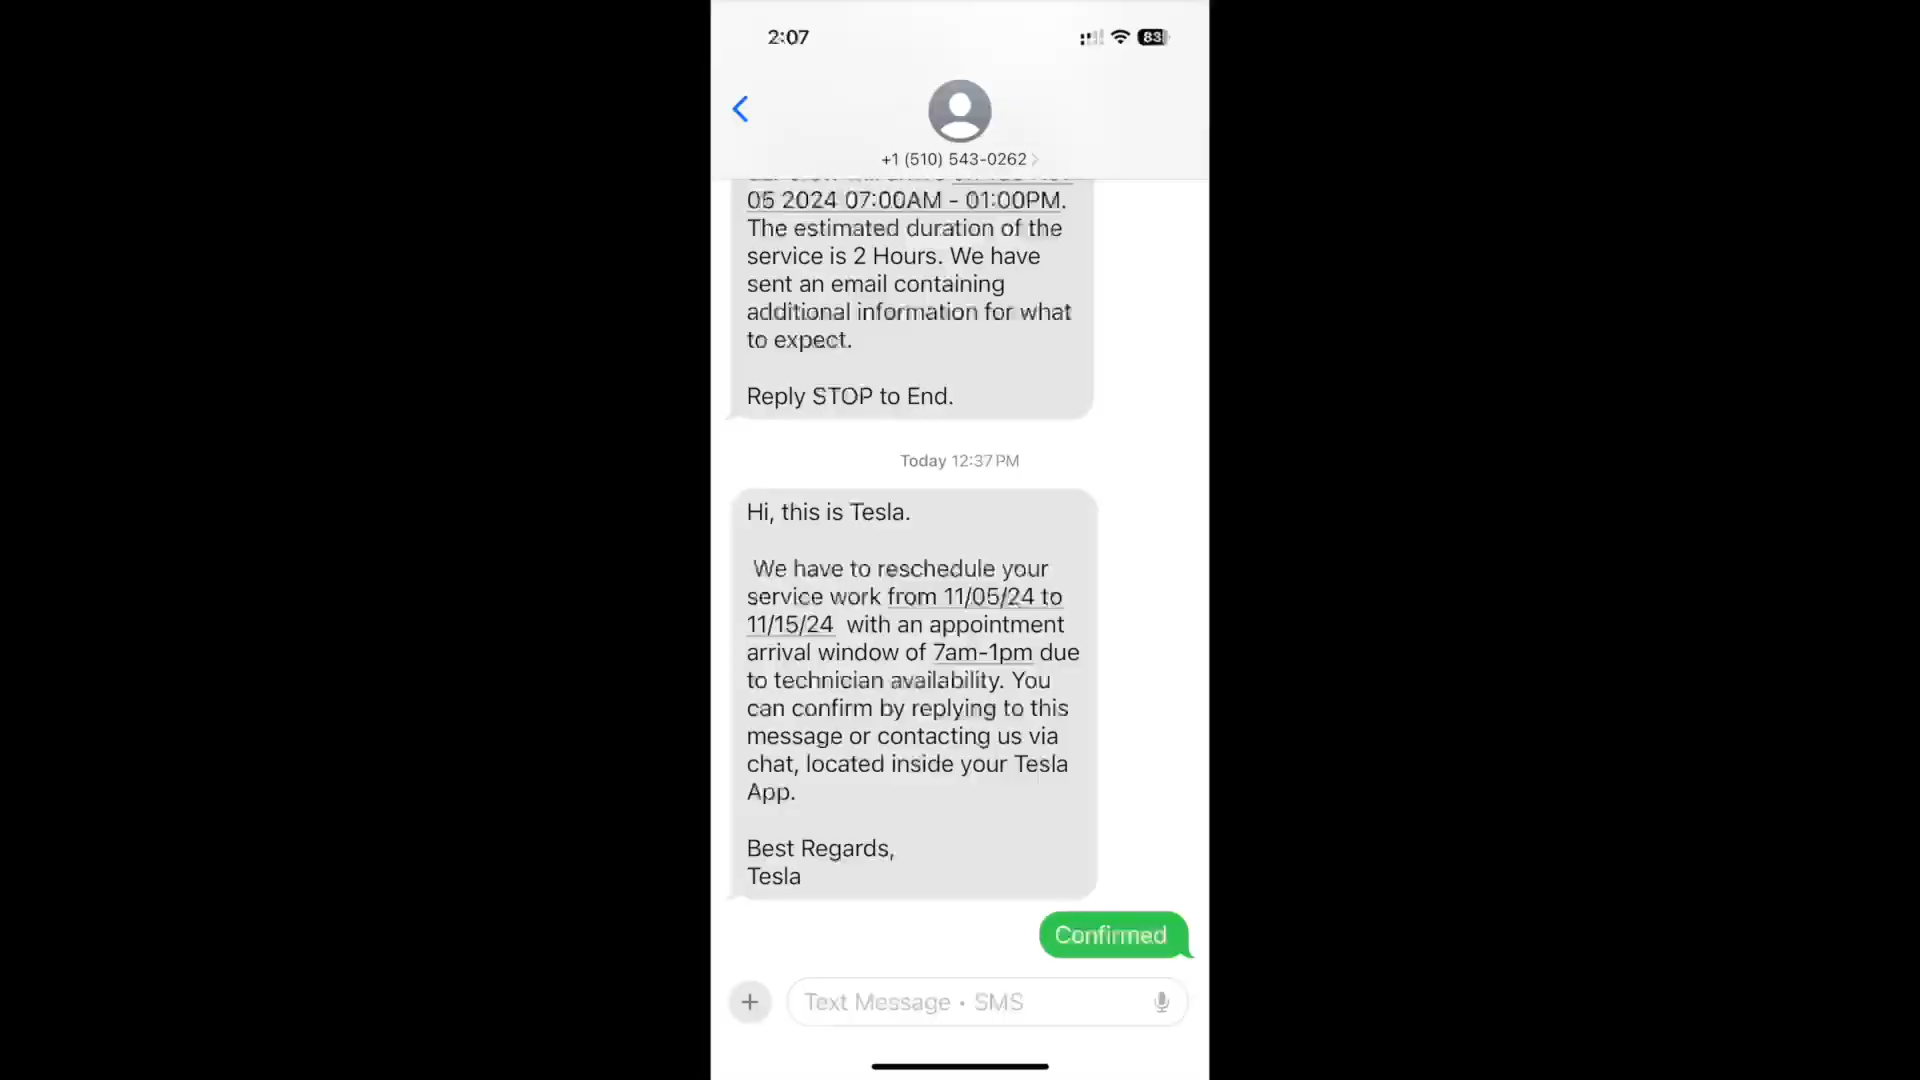 2:07
83
+1 (510) 543-0262
05 2024 07:00AM - 01:00PM.
The estimated duration of the
service is 2 Hours. We have
sent an email containing
additional information for what
to expect.
Reply STOP to End.
Today 12:37 PM
Hi, this is Tesla.
We have to reschedule your
service work from 11/05/24 to
11/15/24 with an appointment
arrival window of 7am-1pm due
to technician availability. You
can confirm by replying to this
message or contacting us via
chat, located inside your Tesla
App.
Best Regards,
Tesla
Confirmed
Text Message • SMS